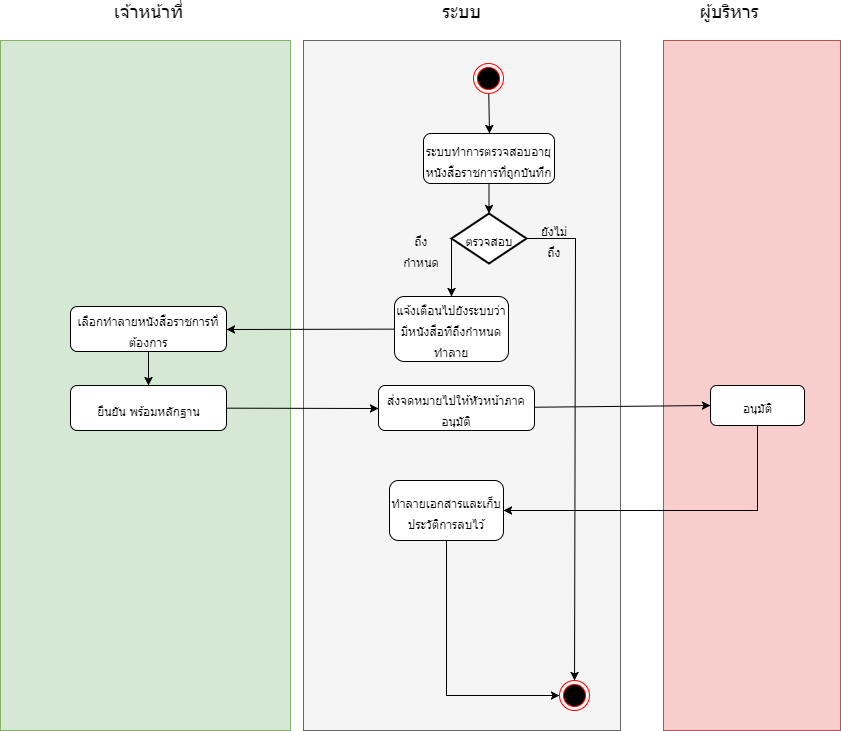 เจ้าหน้าที่
ระบบ
ผู้บริหาร
ระบบทำการตรวจสอบอายุ
หนังสือราชการที่ถูกบันทึก
ตรวจสอบ
ถึง
กำหนด
ยังไม่
ถึง
แจ้งเตือนไปยังระบบว่า
มีหนังสือที่ถึงกำหนด
ทำลาย
เลือกทำลายหนังสือราชการที่
ต้องการ
ยืนยัน พร้อมหลักฐาน
ส่งจดหมายไปให้หัวหน้าภาค
อนุมัติ
อนุมัติ
ทำลายเอกสารและเก็บ
ประวัติการลบไว้